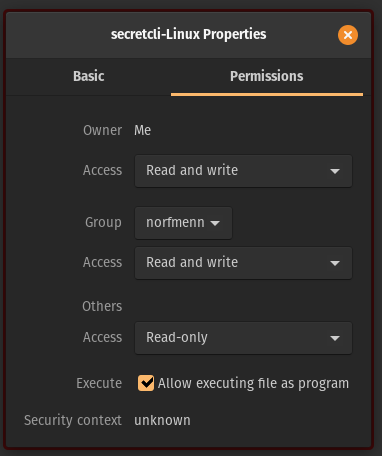 secretcli-Linux Properties
Basic Permissions
Owner Me
Access Read and write
Group norfmenn
Access Read and write
Others
Access Read-only
Execute Allow executing file as program
Security context unknown